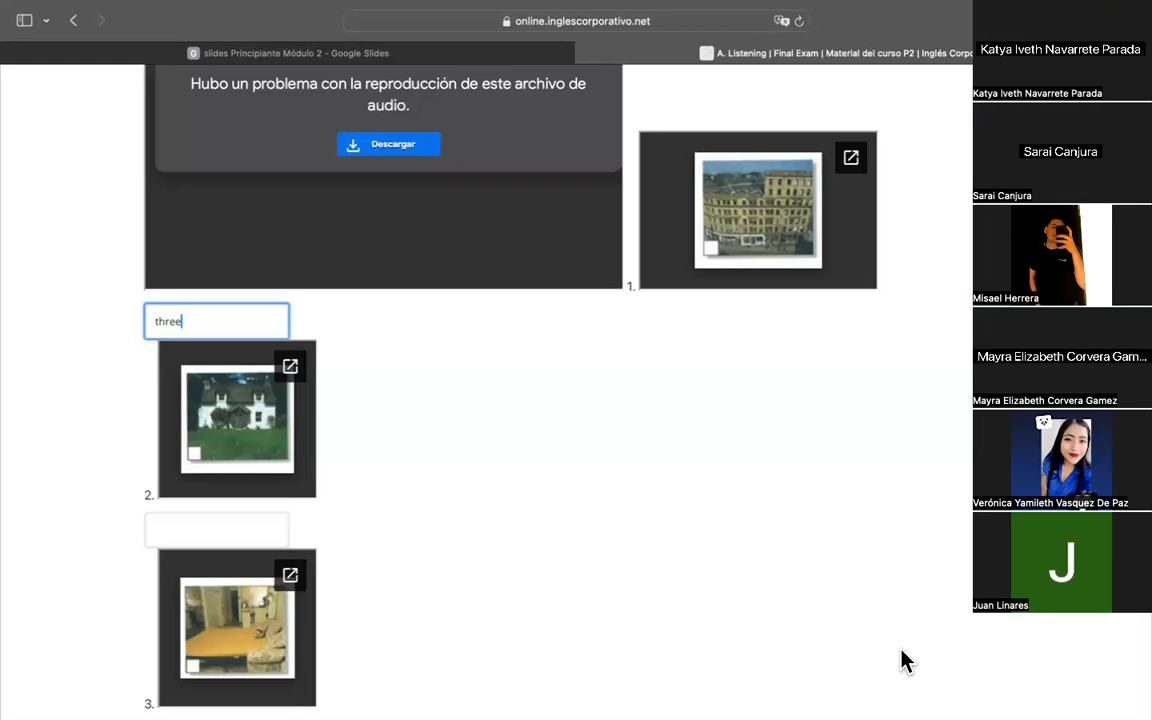 online.inglescorporativo.net
G slides Principiante Módulo 2 - Google Slides
A. Listening | Final Exam | Material del curso P2 | Inglés Corpo
Hubo un problema con la reproducción de este archivo de
audio.
Descargar
1.
three
2.
3.
Katya Iveth Navarrete Parada
Katya Iveth Navarrete Parada
Sarai Canjura
Sarai Canjura
Misael Herrera
Mayra Elizabeth Corvera Gam...
Mayra Elizabeth Corvera Gamez
Verónica Yamileth Vasquez De Paz
J
Juan Linares